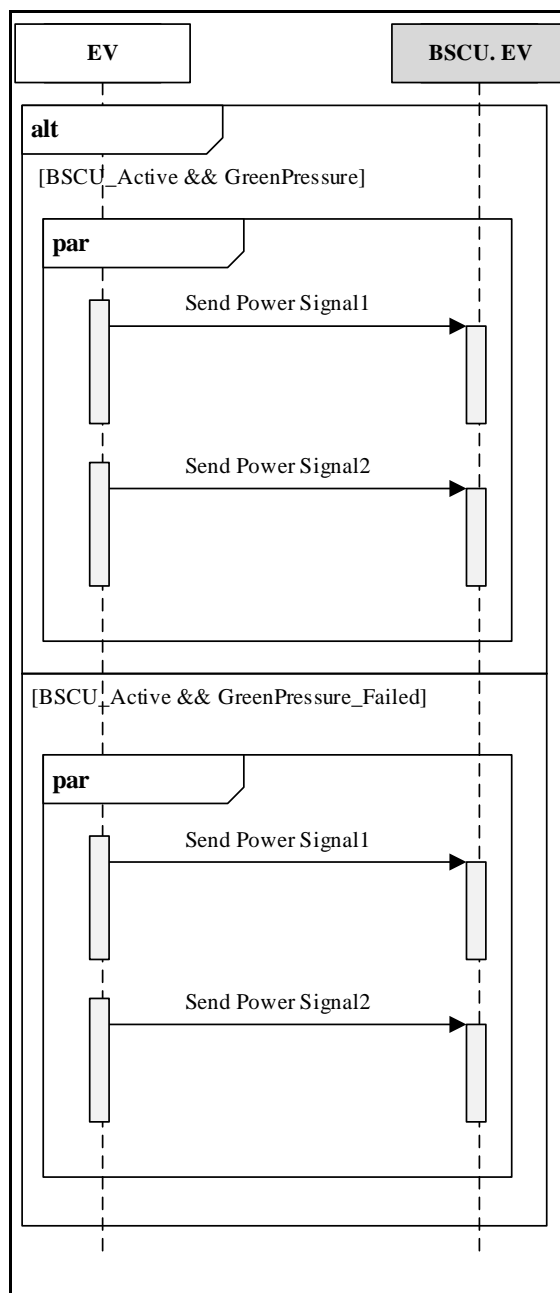 EV
BSCU. EV
alt
[BSCU_Active && GreenPressure]
par
Send Power Signal1
Send Power Signal2
[BSCU_Active && GreenPressure_Failed]
par
Send Power Signal1
Send Power Signal2